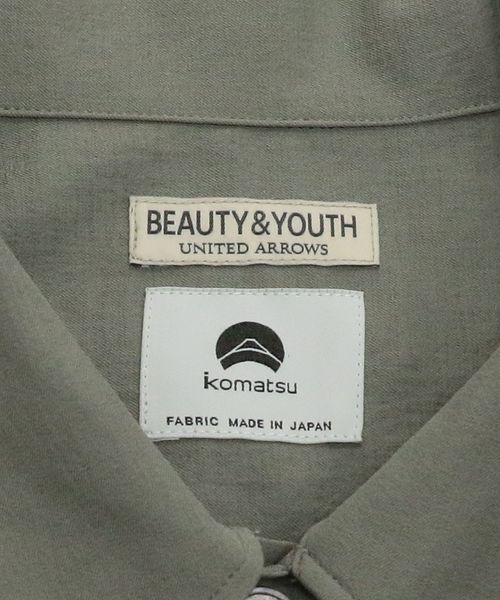 BEAUTY&YOUTH
UNITED ARROWS
komatsu
FABRIC MADE IN JAPAN